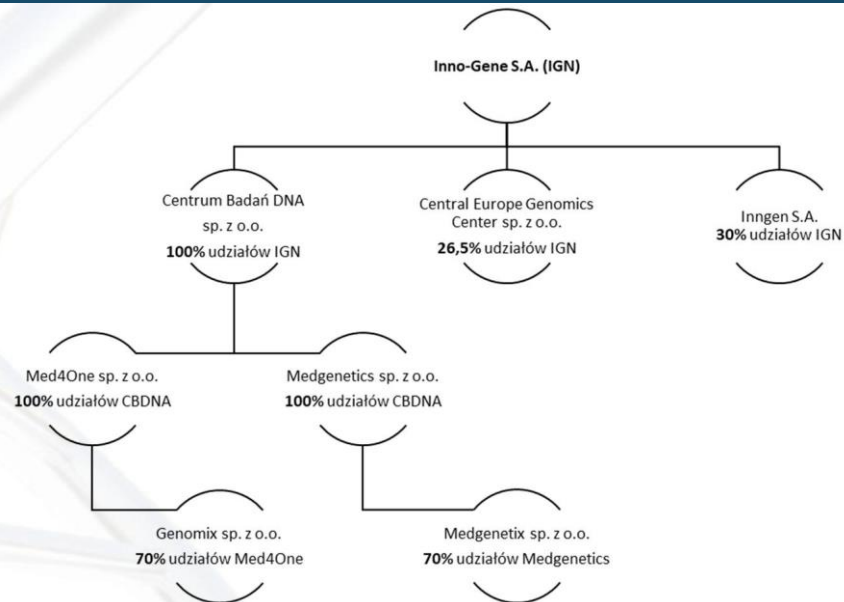 Inno-Gene S.A. (IGN)
Centrum Badań DNA
sp. z o.o.
100% udziałów IGN
Central Europe Genomics
Center sp. z o.o.
26,5% udziałów IGN
Inngen S.A.
30% udziałów IGN
Med4One sp. z o.o.
100% udziałów CBDNA
Medgenetics sp. z o.o.
100% udziałów CBDNA
Genomix sp. z o.o.
70% udziałów Med4One
Medgenetix sp. z o.o.
70% udziałów Medgenetics